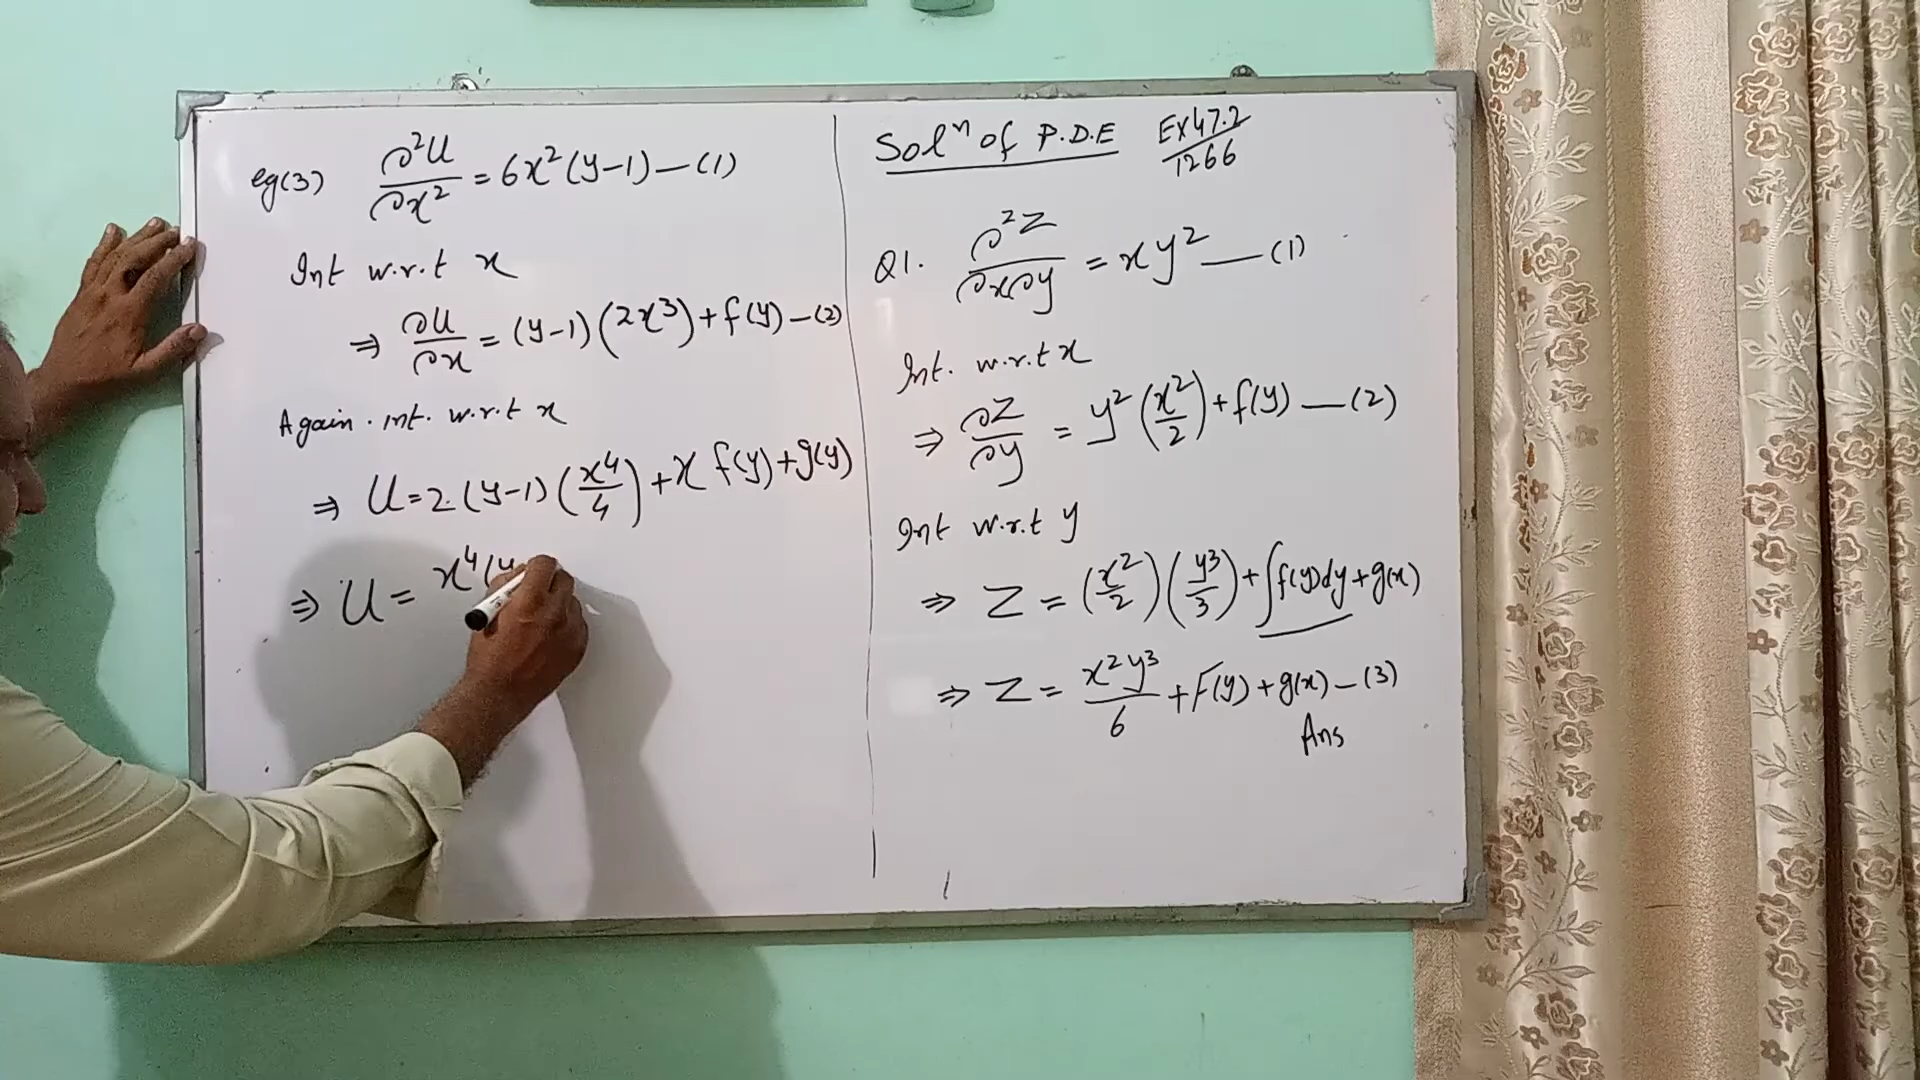 eg(3) ∂²U/∂x² = 6x²(y-1) — (1)
Int w.r.t x
⇒ ∂U/∂x = (y-1)(2x³) + f(y) — (2)
Again. int. w.r.t x
⇒ U = 2.(y-1)(x⁴/4) + x f(y) + g(y)
⇒ U = x⁴(y
Solⁿ of P.D.E Ex 47.2/1266
Q1. ∂²Z/∂x∂y = xy² — (1)
Int. w.r.t x
⇒ ∂Z/∂y = y²(x²/2) + f(y) — (2)
Int w.r.t y
⇒ Z = (x²/2)(y³/3) + ∫f(y)dy + g(x)
⇒ Z = x²y³/6 + F(y) + g(x) — (3)
Ans